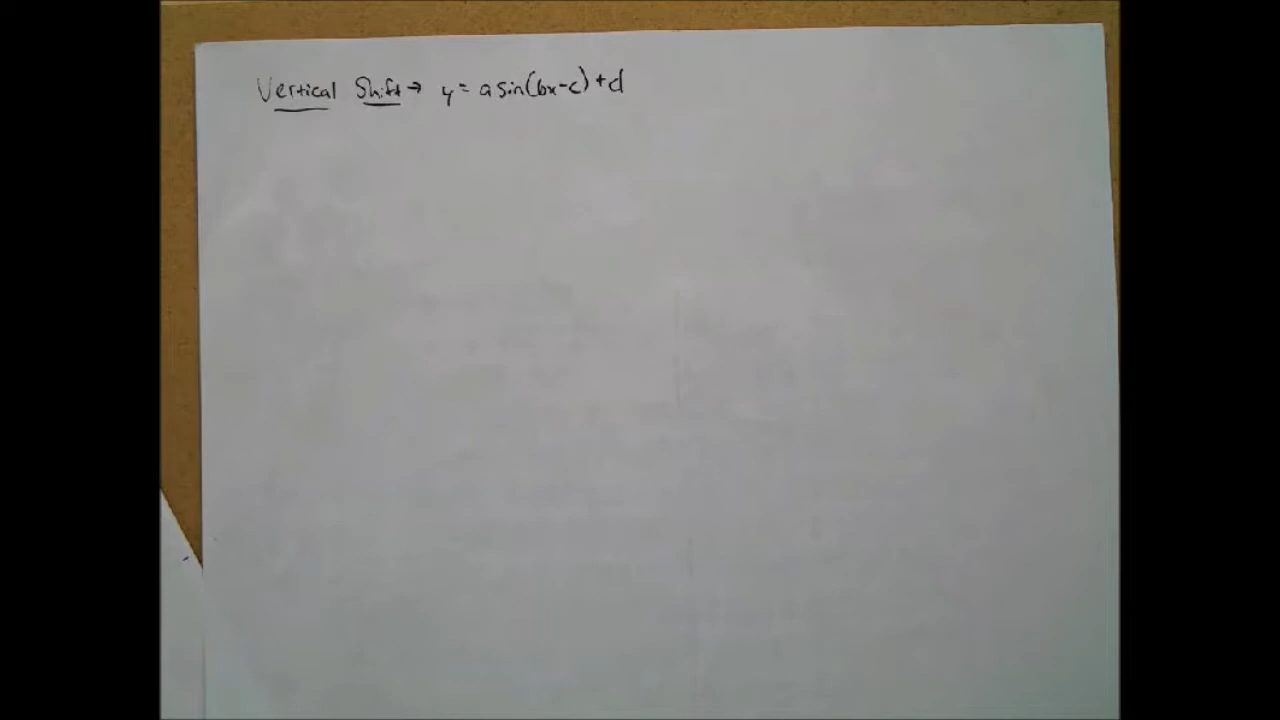 Vertical Shift → y = a sin(bx-c)+d